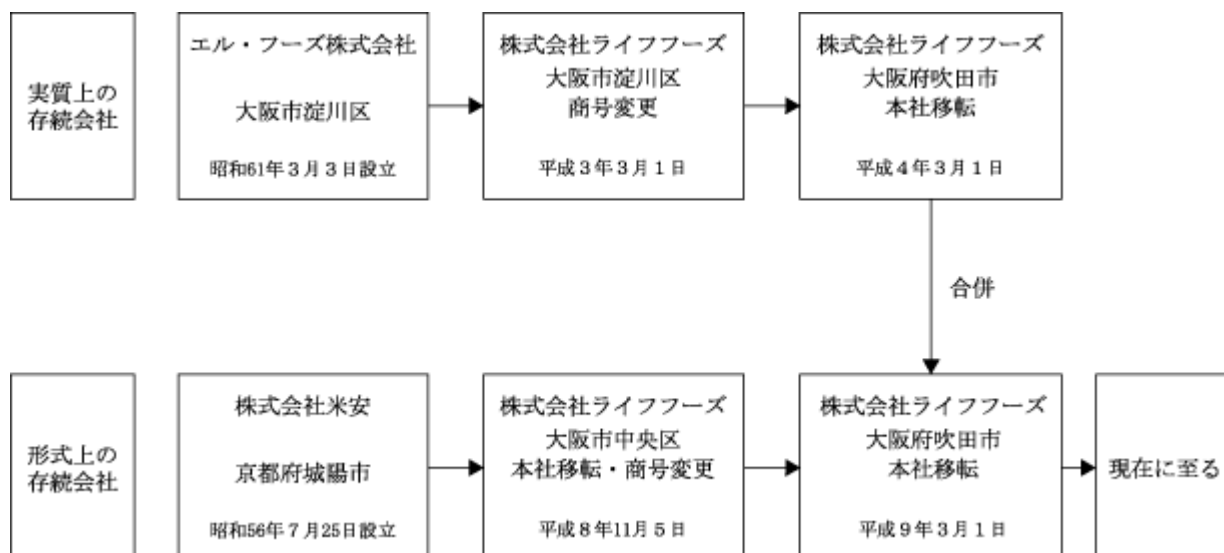 実質上の
存続会社
エル・フーズ株式会社
大阪市淀川区
昭和61年3月3日設立
株式会社ライフフーズ
大阪市淀川区
商号変更
平成3年3月1日
株式会社ライフフーズ
大阪府吹田市
本社移転
平成4年3月1日
合併
形式上の
存続会社
株式会社米安
京都府城陽市
昭和56年7月25日設立
株式会社ライフフーズ
大阪市中央区
本社移転・商号変更
平成8年11月5日
株式会社ライフフーズ
大阪府吹田市
本社移転
平成9年3月1日
現在に至る